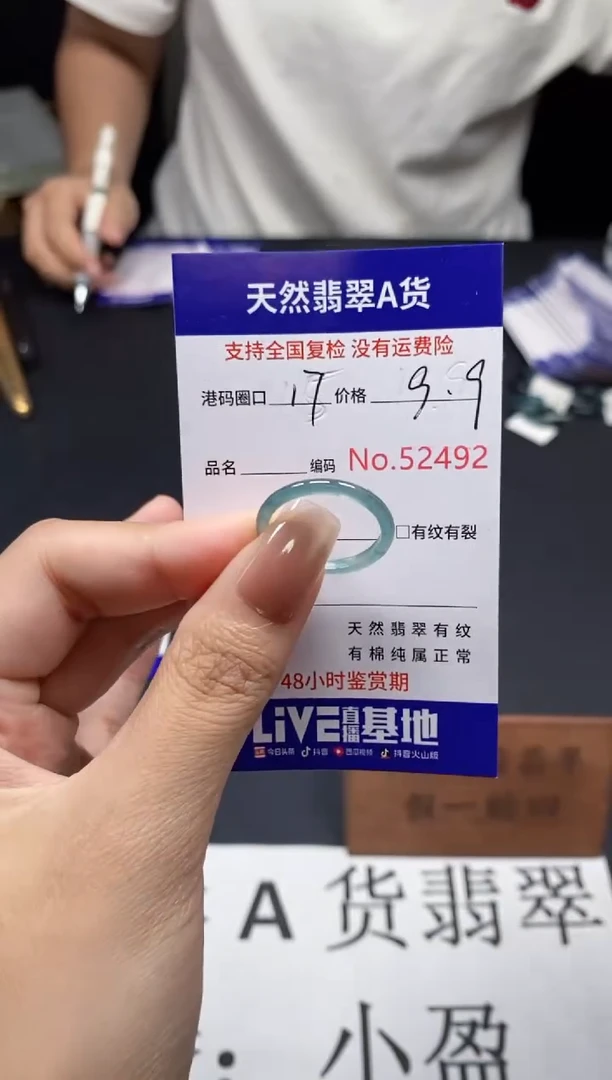 天然翡翠A货
支持全国复检 没有运费险
港码圈口 17 价格 9.9
品名 编码 No.52492
□有纹有裂
天然翡翠有纹
有棉纯属正常
48小时鉴赏期
LiVE直播基地
今日头条 抖音 西瓜视频 抖音火山版
A货翡翠
：小盈